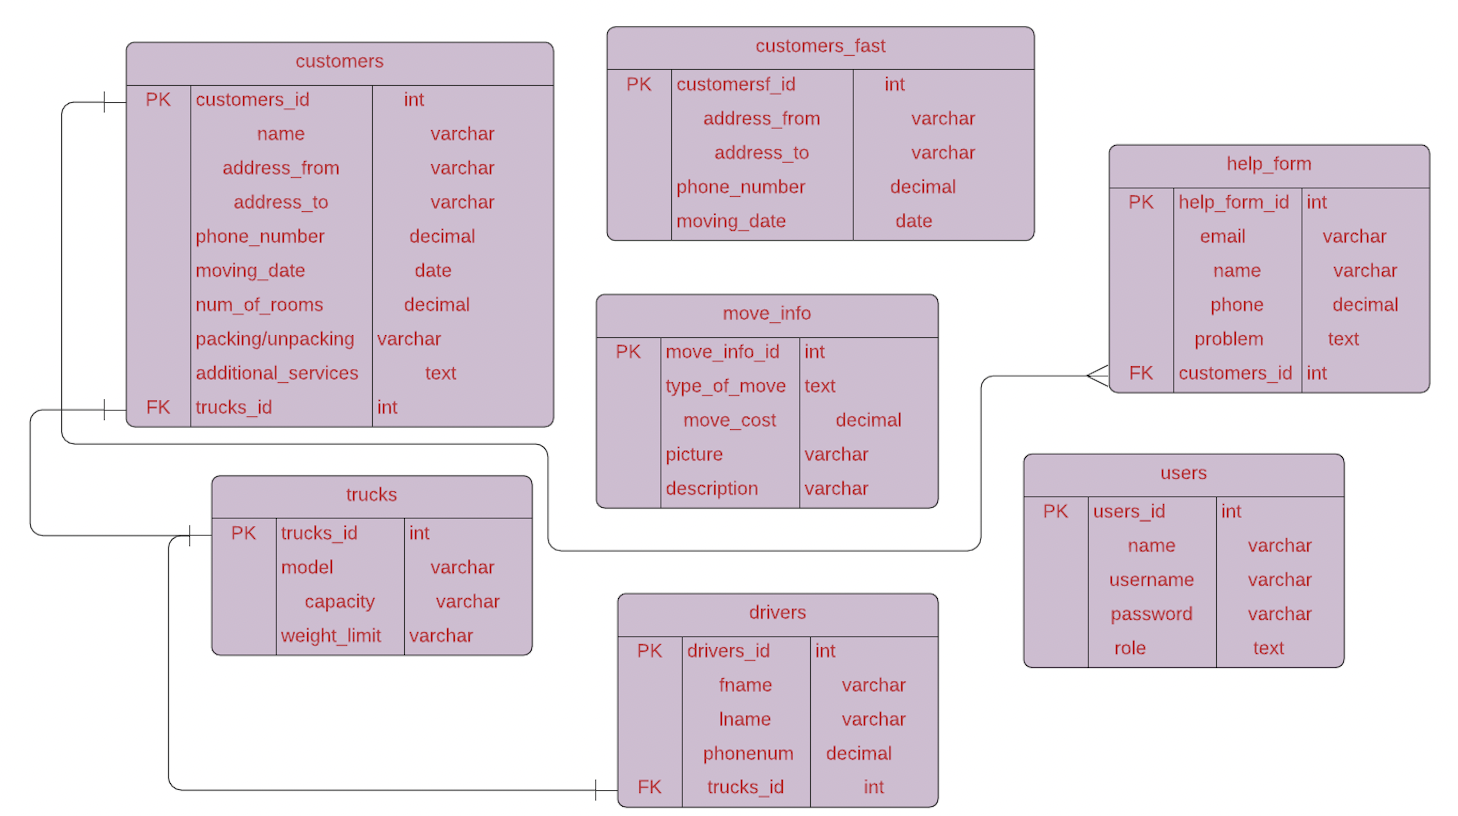 customers
PK customers_id int
name varchar
address_from varchar
address_to varchar
phone_number decimal
moving_date date
num_of_rooms decimal
packing/unpacking varchar
additional_services text
FK trucks_id int
customers_fast
PK customersf_id int
address_from varchar
address_to varchar
phone_number decimal
moving_date date
help_form
PK help_form_id int
email varchar
name varchar
phone decimal
problem text
FK customers_id int
move_info
PK move_info_id int
type_of_move text
move_cost decimal
picture varchar
description varchar
trucks
PK trucks_id int
model varchar
capacity varchar
weight_limit varchar
users
PK users_id int
name varchar
username varchar
password varchar
role text
drivers
PK drivers_id int
fname varchar
lname varchar
phonenum decimal
FK trucks_id int